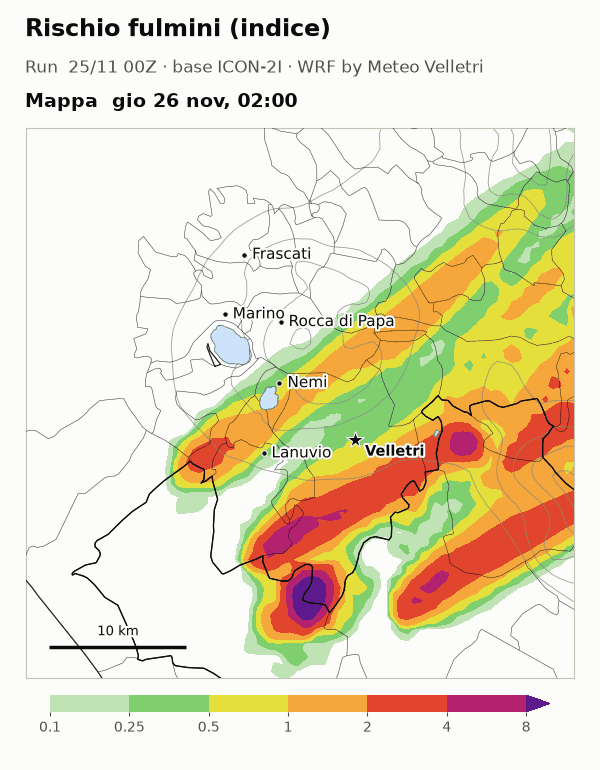 Rischio fulmini (indice)
Run  25/11 00Z · base ICON-2I · WRF by Meteo Velletri
Mappa  gio 26 nov, 02:00
Frascati
Marino
Rocca di Papa
Nemi
Velletri
Lanuvio
10 km
0.1 0.25 0.5 1 2 4 8